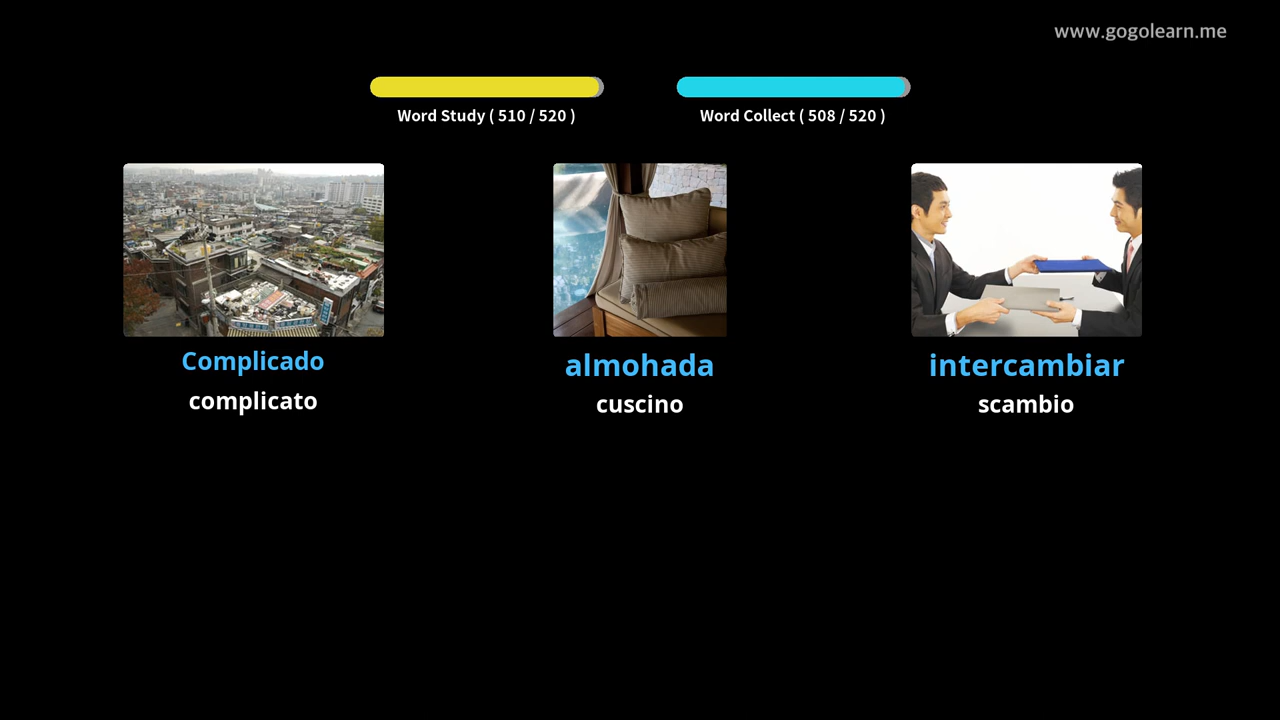 www.gogolearn.me
Word Study ( 510 / 520 )
Word Collect ( 508 / 520 )
Complicado
complicato
almohada
cuscino
intercambiar
scambio